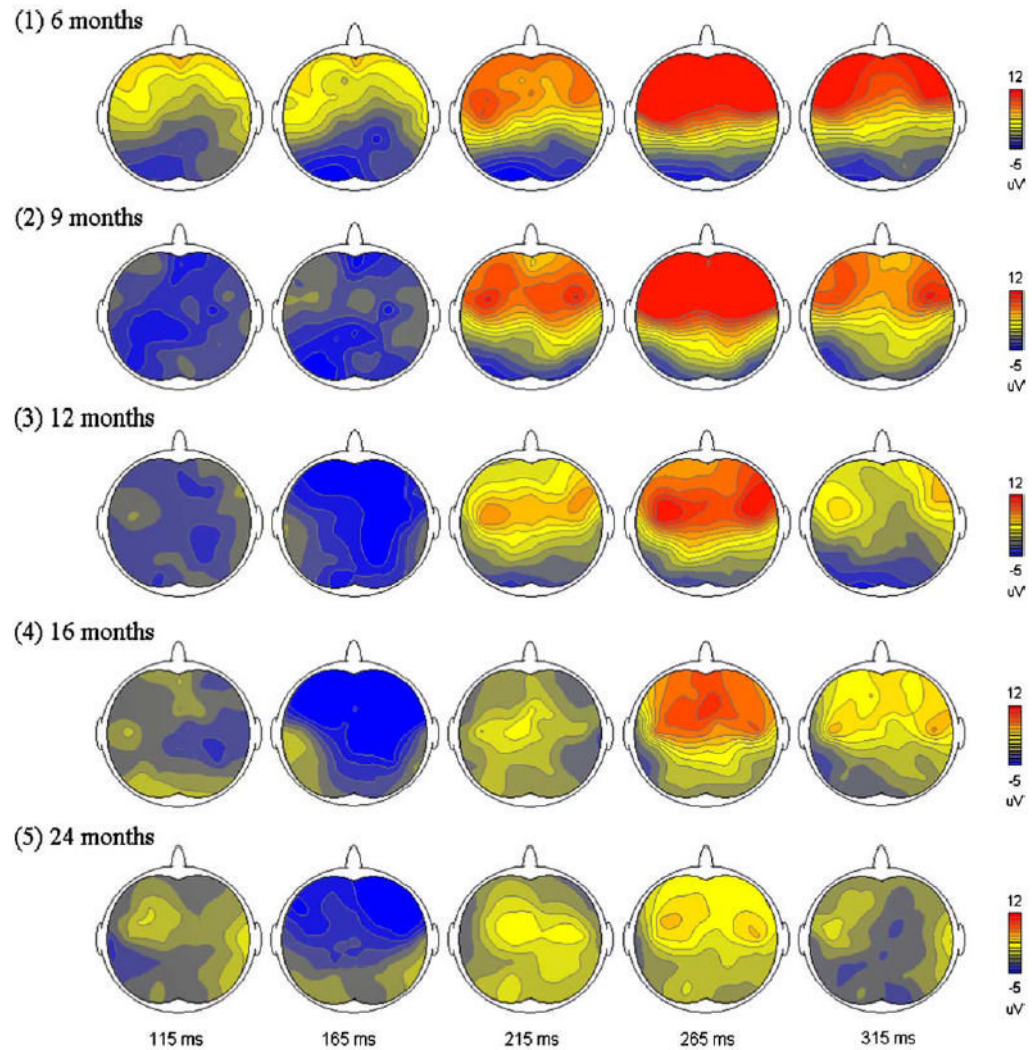 (1) 6 months
12
-5
uV
(2) 9 months
12
-5
uV
(3) 12 months
12
-5
uV
(4) 16 months
12
-5
uV
(5) 24 months
12
-5
uV
115 ms 165 ms 215 ms 265 ms 315 ms